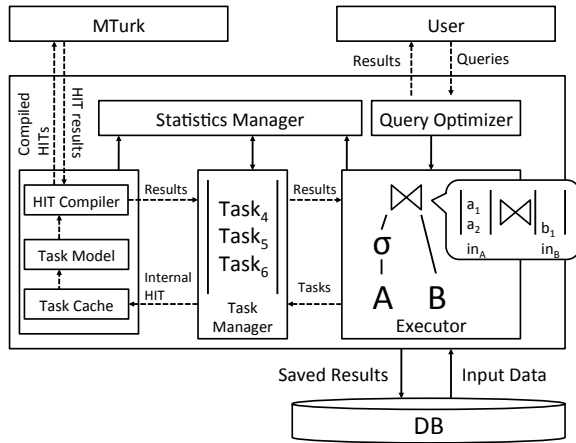 MTurk
User
Results
Queries
Compiled
HITs
HIT results
Statistics Manager
Query Optimizer
HIT Compiler
Results
Task4
Task5
Task6
Results
σ
A
B
a1
a2
b1
inA
inB
Task Model
Internal
HIT
Tasks
Task Cache
Task
Manager
Executor
Saved Results
Input Data
DB